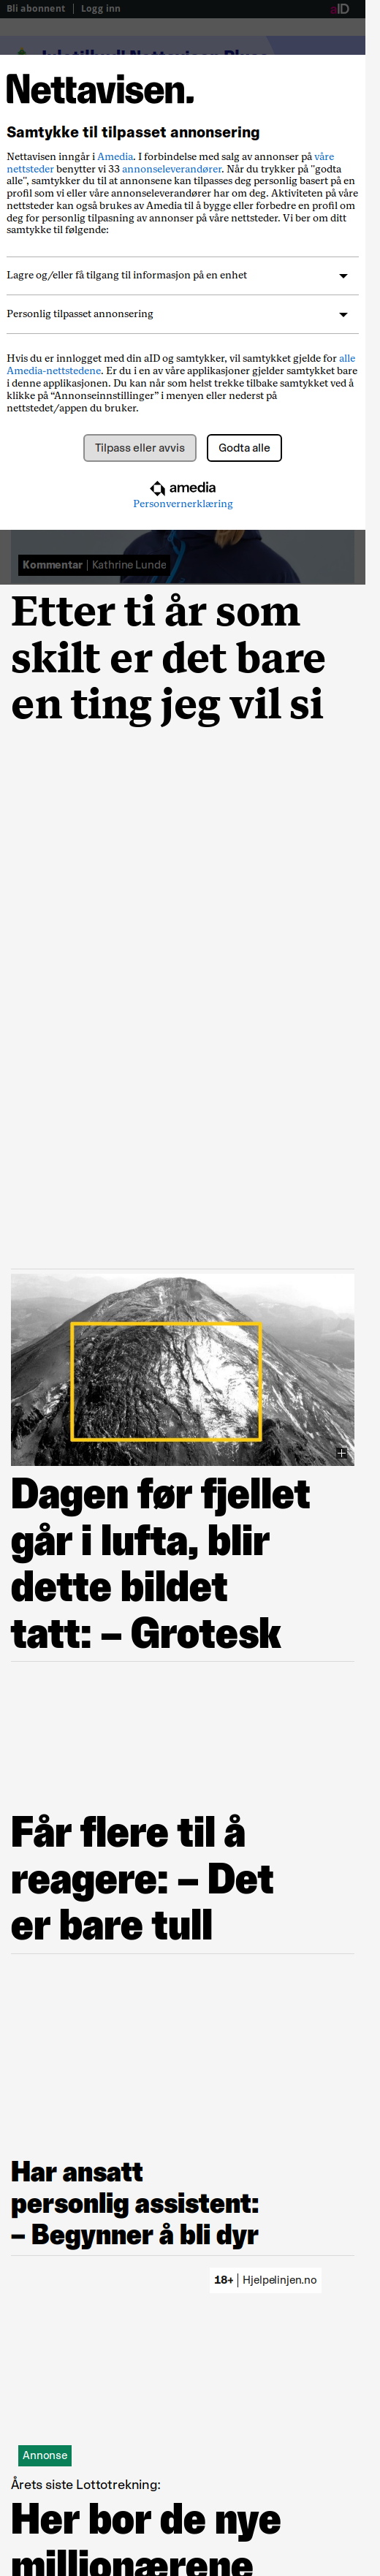 Bli abonnent | Logg inn
aID
Nettavisen.
Samtykke til tilpasset annonsering
Nettavisen inngår i Amedia. I forbindelse med salg av annonser på våre
nettsteder benytter vi 33 annonseleverandører. Når du trykker på "godta
alle", samtykker du til at annonsene kan tilpasses deg personlig basert på en
profil som vi eller våre annonseleverandører har om deg. Aktiviteten på våre
nettsteder kan også brukes av Amedia til å bygge eller forbedre en profil om
deg for personlig tilpasning av annonser på våre nettsteder. Vi ber om ditt
samtykke til følgende:
Lagre og/eller få tilgang til informasjon på en enhet
Personlig tilpasset annonsering
Hvis du er innlogget med din aID og samtykker, vil samtykket gjelde for alle
Amedia-nettstedene. Er du i en av våre applikasjoner gjelder samtykket bare
i denne applikasjonen. Du kan når som helst trekke tilbake samtykket ved å
klikke på “Annonseinnstillinger” i menyen eller nederst på
nettstedet/appen du bruker.
Tilpass eller avvis
Godta alle
amedia
Personvernerklæring
Kommentar | Kathrine Lunde
Etter ti år som
skilt er det bare
en ting jeg vil si
Dagen før fjellet
går i lufta, blir
dette bildet
tatt: – Grotesk
Får flere til å
reagere: – Det
er bare tull
Har ansatt
personlig assistent:
– Begynner å bli dyr
18+ | Hjelpelinjen.no
Annonse
Årets siste Lottotrekning:
Her bor de nye
millionærene